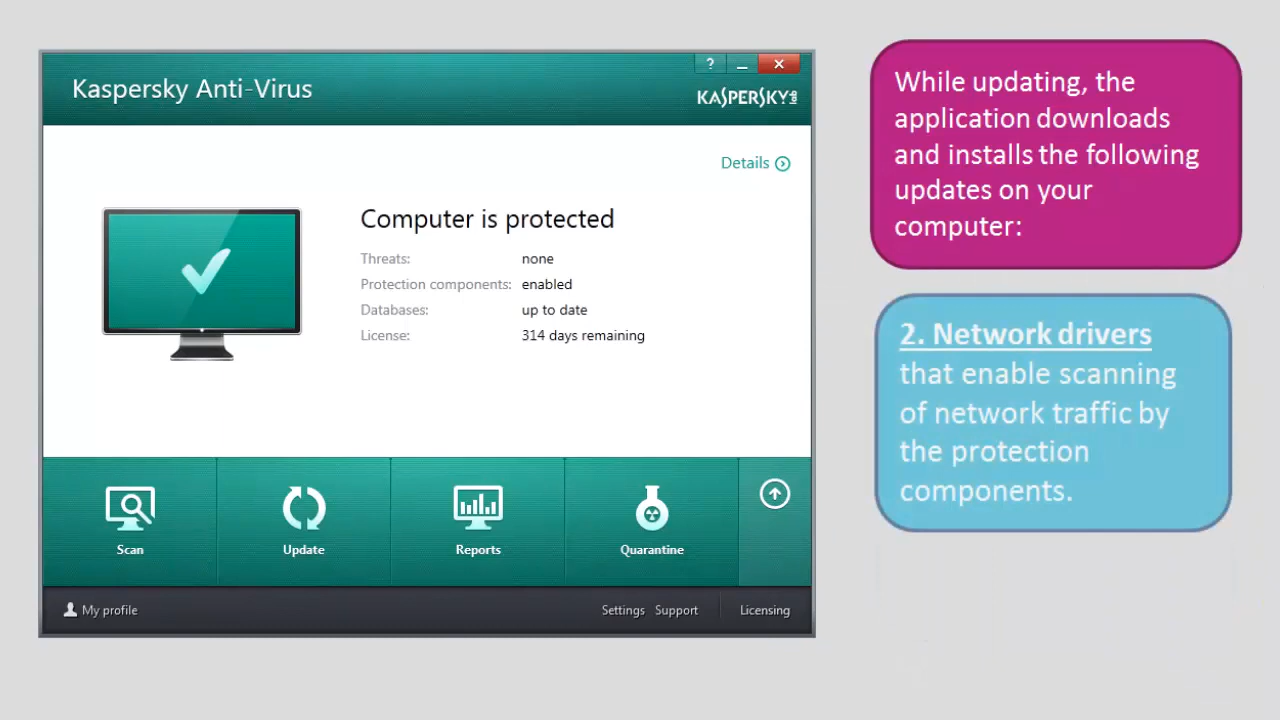 Kaspersky Anti-Virus
?
KASPERSKY lab
Details
Computer is protected
Threats: none
Protection components: enabled
Databases: up to date
License: 314 days remaining
Scan
Update
Reports
Quarantine
My profile
Settings
Support
Licensing
While updating, the
application downloads
and installs the following
updates on your
computer:
2. Network drivers
that enable scanning
of network traffic by
the protection
components.